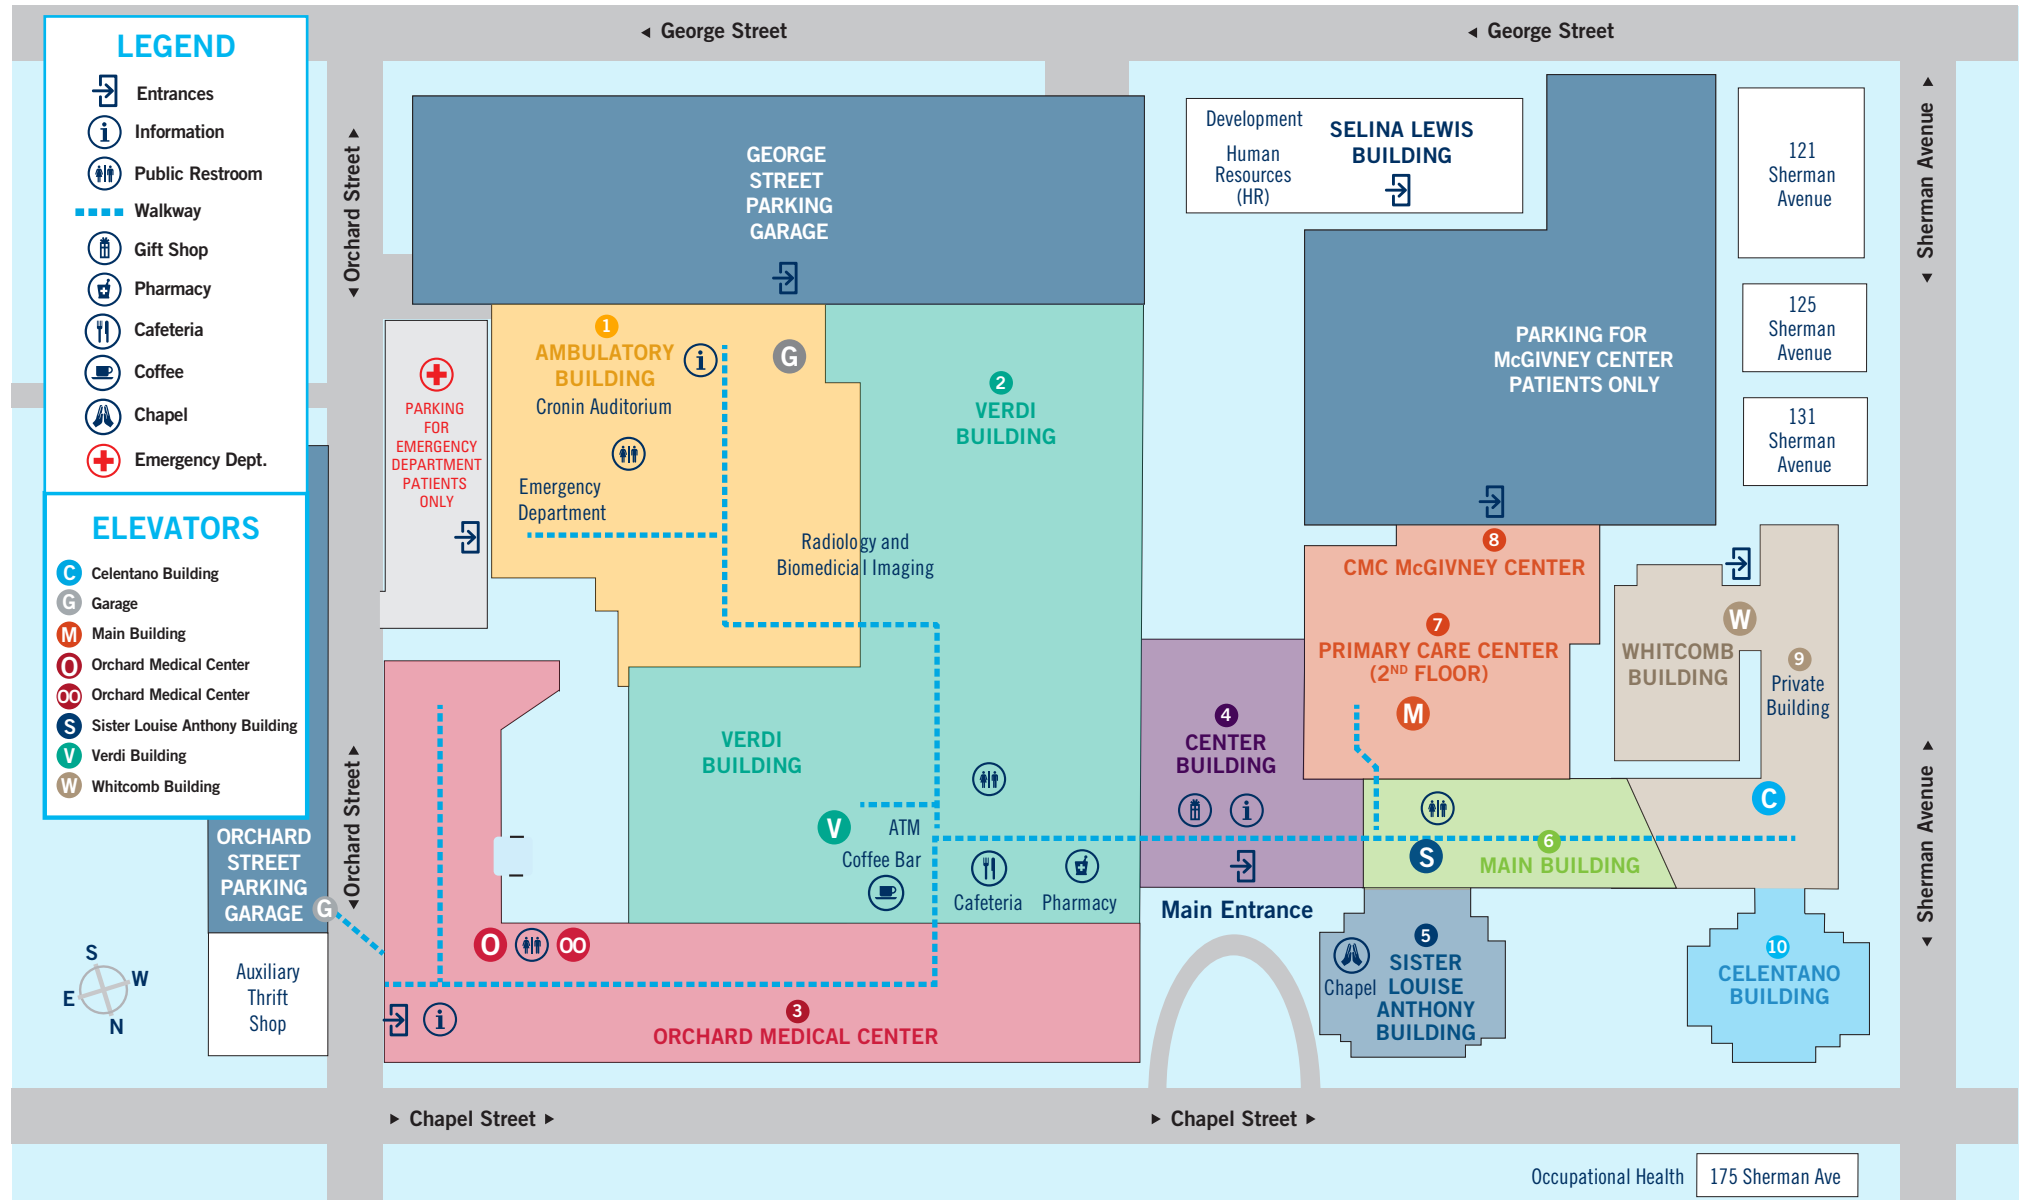 ◄ George Street
◄ George Street
LEGEND
Entrances
i Information
Public Restroom
Walkway
Gift Shop
Pharmacy
Cafeteria
Coffee
Chapel
Emergency Dept.
ELEVATORS
C Celentano Building
G Garage
M Main Building
O Orchard Medical Center
OO Orchard Medical Center
S Sister Louise Anthony Building
V Verdi Building
W Whitcomb Building
◄ Orchard Street ►
◄ Orchard Street ►
◄ Sherman Avenue ►
◄ Sherman Avenue ►
GEORGE
STREET
PARKING
GARAGE
Development
Human
Resources
(HR)
SELINA LEWIS
BUILDING
121
Sherman
Avenue
125
Sherman
Avenue
131
Sherman
Avenue
PARKING FOR
McGIVNEY CENTER
PATIENTS ONLY
PARKING
FOR
EMERGENCY
DEPARTMENT
PATIENTS
ONLY
1
AMBULATORY
BUILDING
Cronin Auditorium
i
G
Emergency
Department
Radiology and
Biomedicial Imaging
2
VERDI
BUILDING
VERDI
BUILDING
V
ATM
Coffee Bar
Cafeteria
Pharmacy
4
CENTER
BUILDING
i
Main Entrance
8
CMC McGIVNEY CENTER
7
PRIMARY CARE CENTER
(2ND FLOOR)
M
WHITCOMB
BUILDING
W
9
Private
Building
C
S
6
MAIN BUILDING
Chapel
5
SISTER
LOUISE
ANTHONY
BUILDING
10
CELENTANO
BUILDING
ORCHARD
STREET
PARKING
GARAGE
G
Auxiliary
Thrift
Shop
S
W
E
N
O
OO
i
3
ORCHARD MEDICAL CENTER
► Chapel Street ►
► Chapel Street ►
Occupational Health
175 Sherman Ave